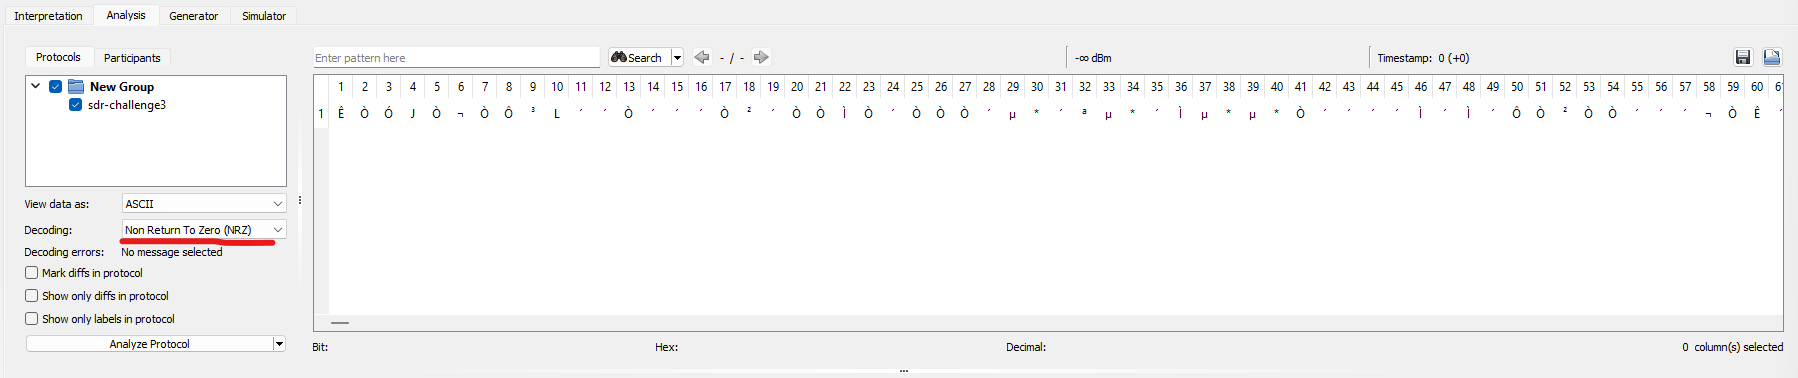 Interpretation Analysis Generator Simulator
Protocols Participants
Enter pattern here Search - / - -∞ dBm Timestamp: 0 (+0)
New Group
sdr-challenge3
1 2 3 4 5 6 7 8 9 10 11 12 13 14 15 16 17 18 19 20 21 22 23 24 25 26 27 28 29 30 31 32 33 34 35 36 37 38 39 40 41 42 43 44 45 46 47 48 49 50 51 52 53 54 55 56 57 58 59 60 61
1 Ê Ò Ó J Ò ¬ Ò Ô ³ L ´ ´ Ò ´ ´ ´ Ò ² ´ Ò Ò Ì Ò ´ Ò Ò Ò ´ µ * ´ ª µ * ´ Ì µ * µ * Ò ´ ´ ´ ´ Ì ´ Ì ´ Ô Ò ² Ò Ò ´ ´ ´ ¬ Ò Ê ´
View data as: ASCII
Decoding: Non Return To Zero (NRZ)
Decoding errors: No message selected
Mark diffs in protocol
Show only diffs in protocol
Show only labels in protocol
Analyze Protocol
Bit: Hex: Decimal: 0 column(s) selected